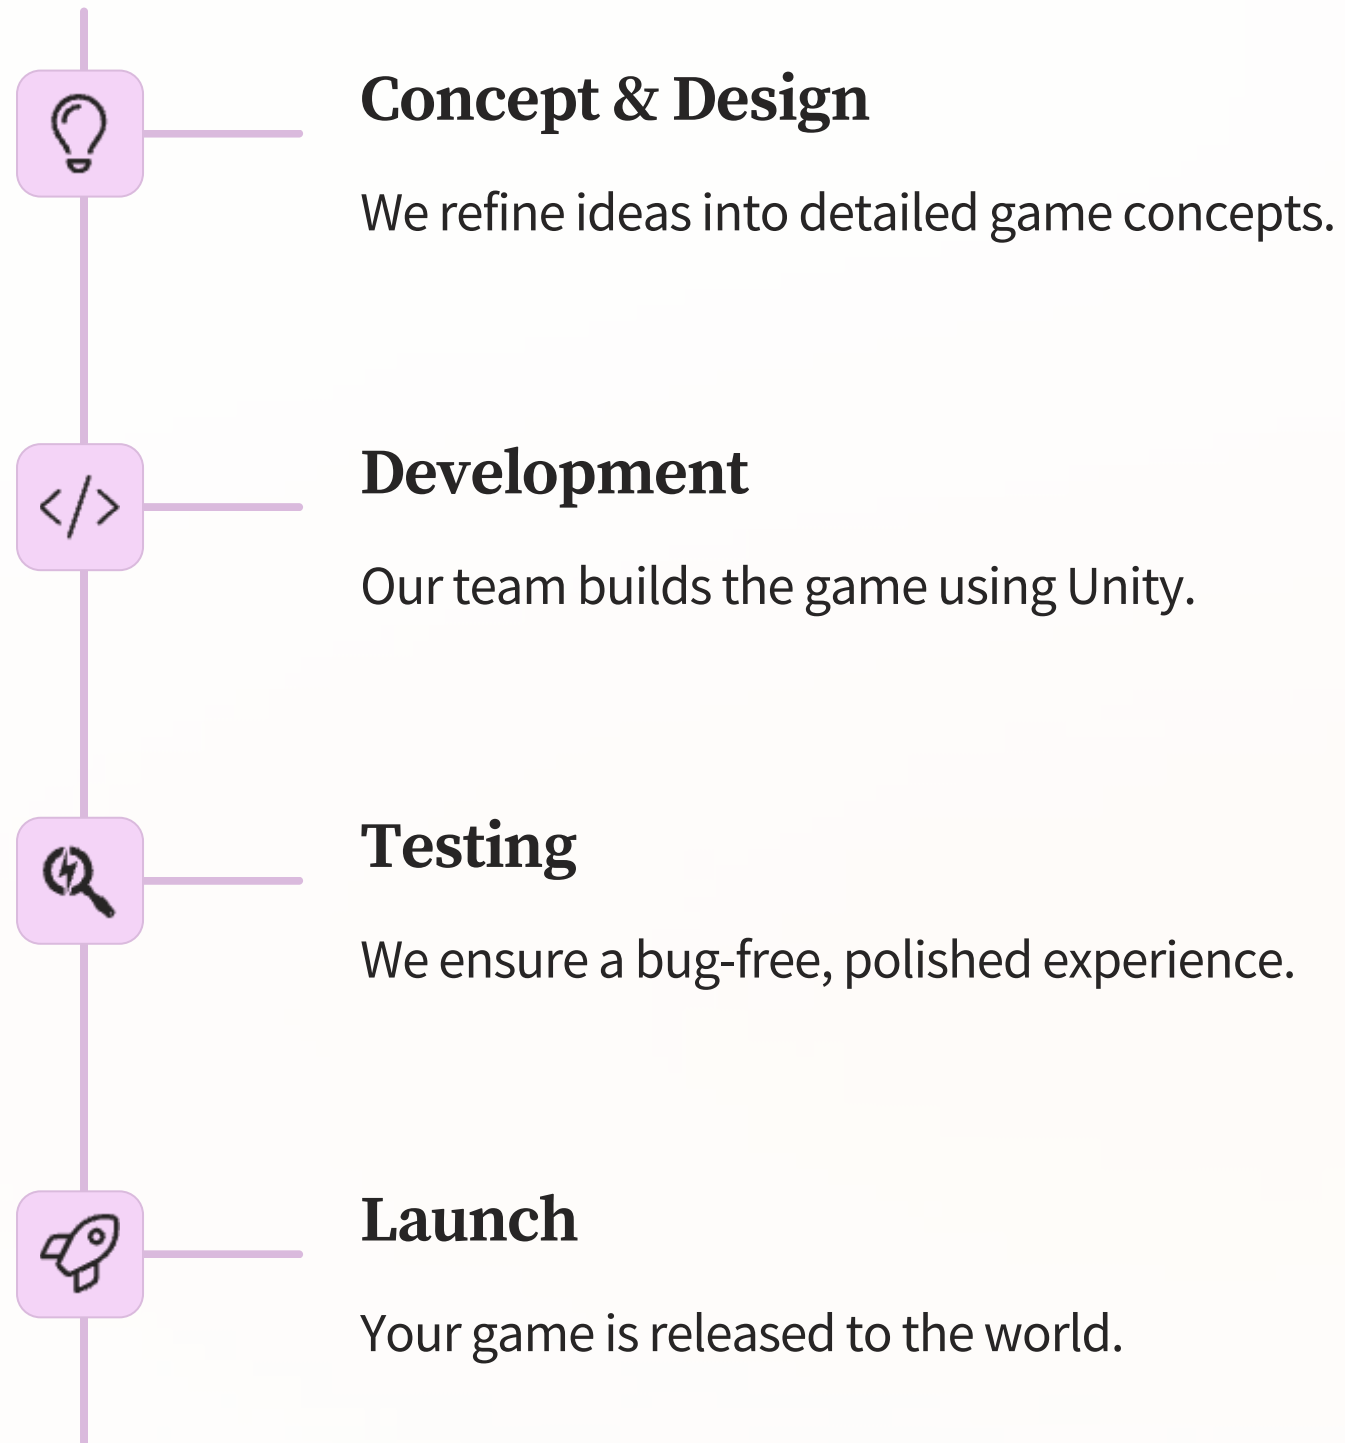 Concept & Design
We refine ideas into detailed game concepts.
Development
Our team builds the game using Unity.
Testing
We ensure a bug-free, polished experience.
Launch
Your game is released to the world.